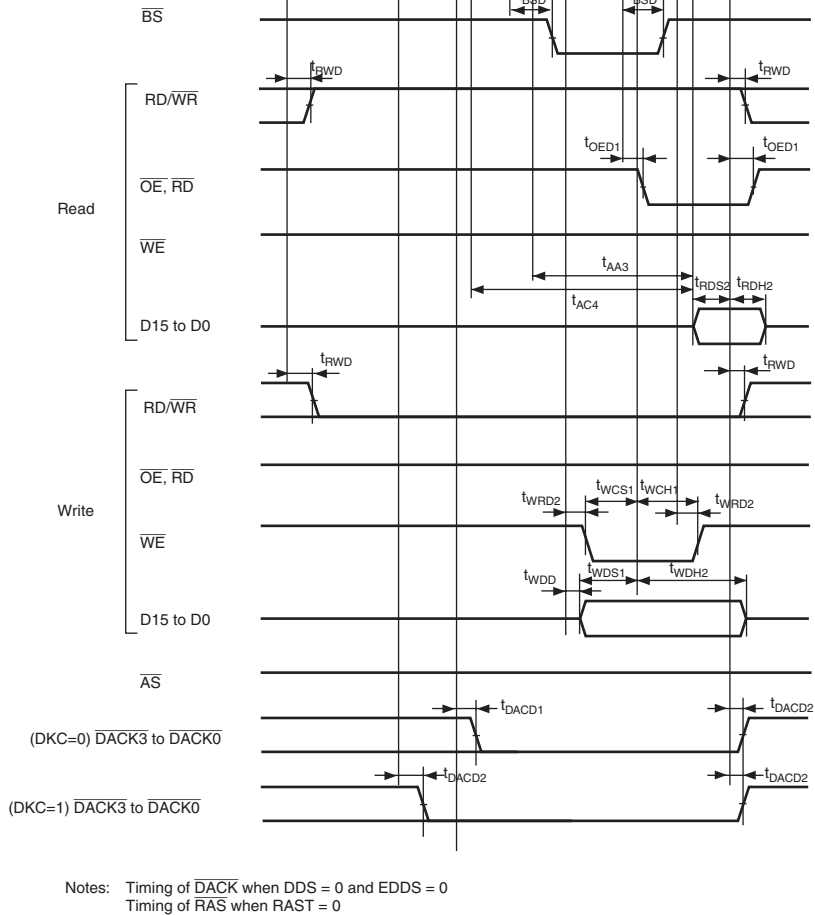 BSD BSD
BS
tRWD tRWD
RD/WR
tOED1 tOED1
OE, RD
Read
WE
tAA3
tRDS2 tRDH2
tAC4
D15 to D0
tRWD tRWD
RD/WR
OE, RD
tWCS1 tWCH1
tWRD2 tWRD2
Write
WE
tWDD tWDS1 tWDH2
D15 to D0
AS
tDACD1 tDACD2
(DKC=0) DACK3 to DACK0
tDACD2 tDACD2
(DKC=1) DACK3 to DACK0
Notes: Timing of DACK when DDS = 0 and EDDS = 0
Timing of RAS when RAST = 0